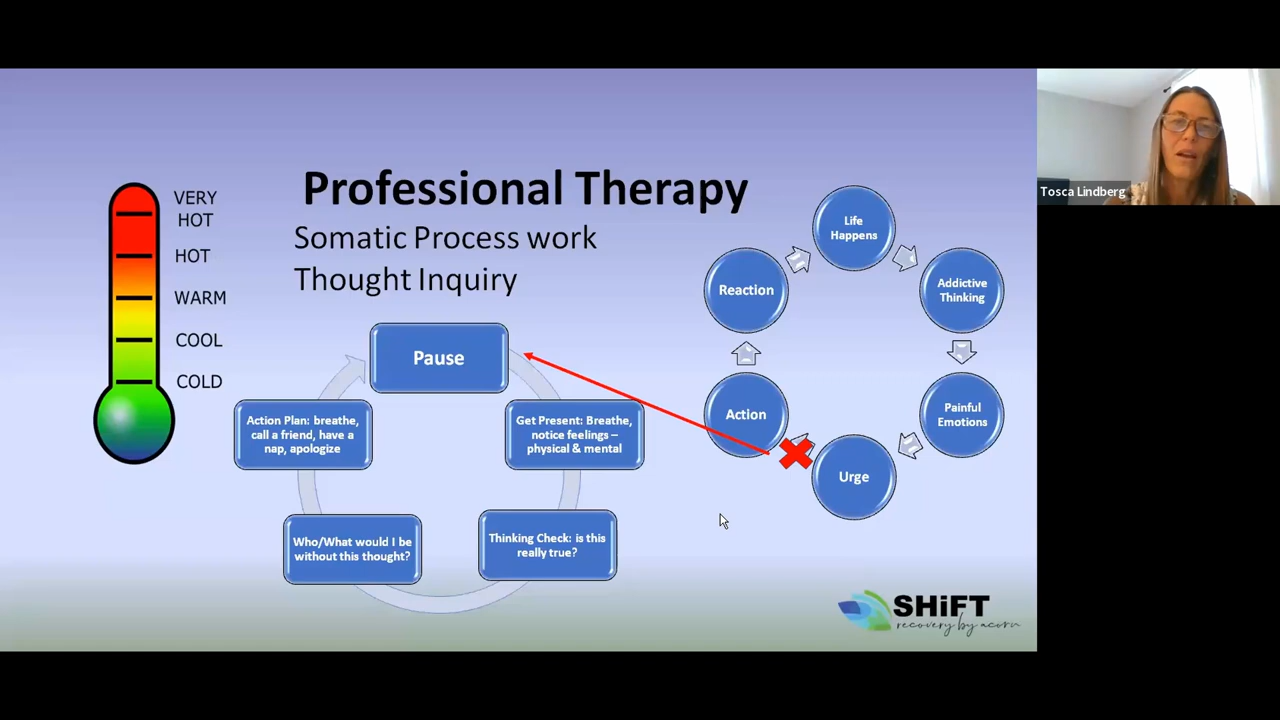 Professional Therapy
Somatic Process work
Thought Inquiry
VERY
HOT
HOT
WARM
COOL
COLD
Pause
Get Present: Breathe,
notice feelings –
physical & mental
Thinking Check: is this
really true?
Who/What would I be
without this thought?
Action Plan: breathe,
call a friend, have a
nap, apologize
Life
Happens
Addictive
Thinking
Painful
Emotions
Urge
Action
Reaction
SHiFT
recovery by acorn
Tosca Lindberg